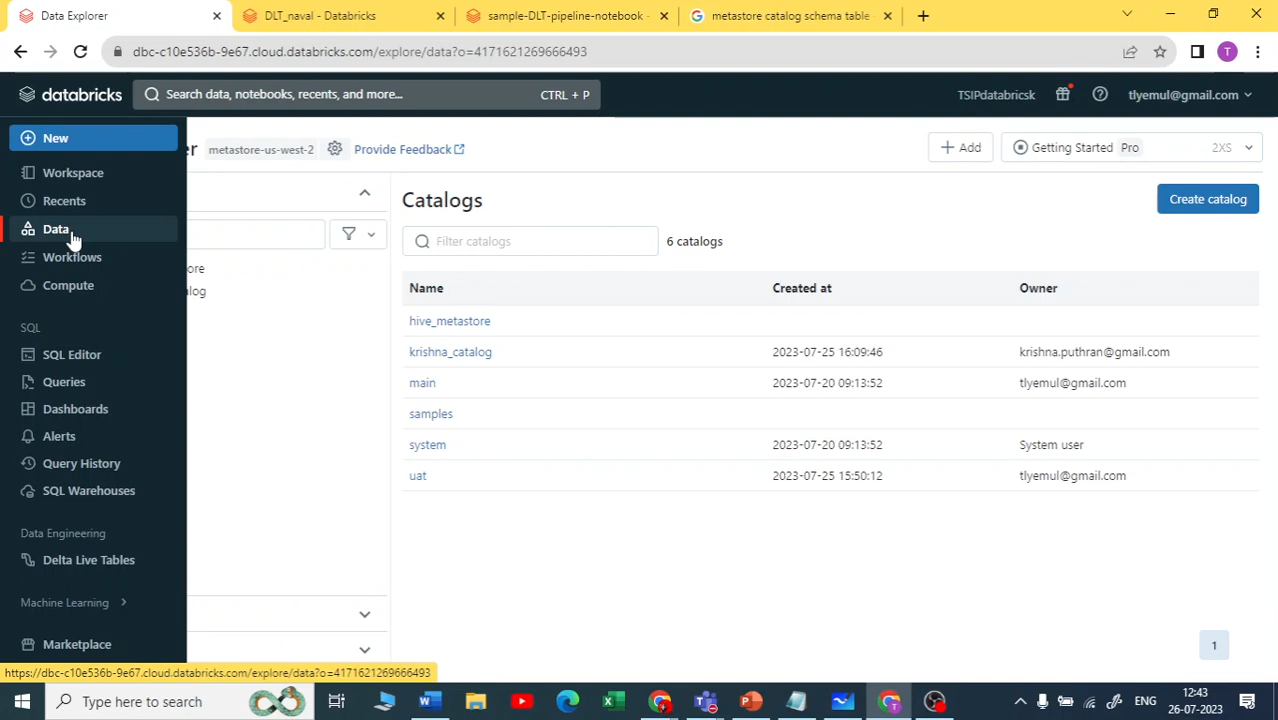 Data Explorer
DLT_naval - Databricks
sample-DLT-pipeline-notebook -
metastore catalog schema table -
dbc-c10e536b-9e67.cloud.databricks.com/explore/data?o=4171621269666493
T
databricks
Search data, notebooks, recents, and more...
CTRL + P
TSIPdatabricsk
tlyemul@gmail.com
New
er
metastore-us-west-2
Provide Feedback
Add
Getting Started Pro 2XS
Workspace
Recents
Data
Workflows
Compute
SQL
SQL Editor
Queries
Dashboards
Alerts
Query History
SQL Warehouses
Data Engineering
Delta Live Tables
Machine Learning
Marketplace
ore
alog
Catalogs
Create catalog
Filter catalogs
6 catalogs
Name Created at Owner
hive_metastore
krishna_catalog 2023-07-25 16:09:46 krishna.puthran@gmail.com
main 2023-07-20 09:13:52 tlyemul@gmail.com
samples
system 2023-07-20 09:13:52 System user
uat 2023-07-25 15:50:12 tlyemul@gmail.com
1
https://dbc-c10e536b-9e67.cloud.databricks.com/explore/data?o=4171621269666493
Type here to search
ENG
12:43
26-07-2023